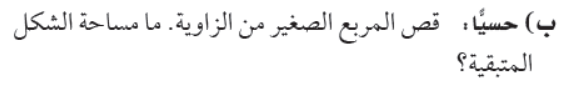 ب) حسيًّا: قص المربع الصغير من الزاوية. ما مساحة الشكل
المتبقية؟